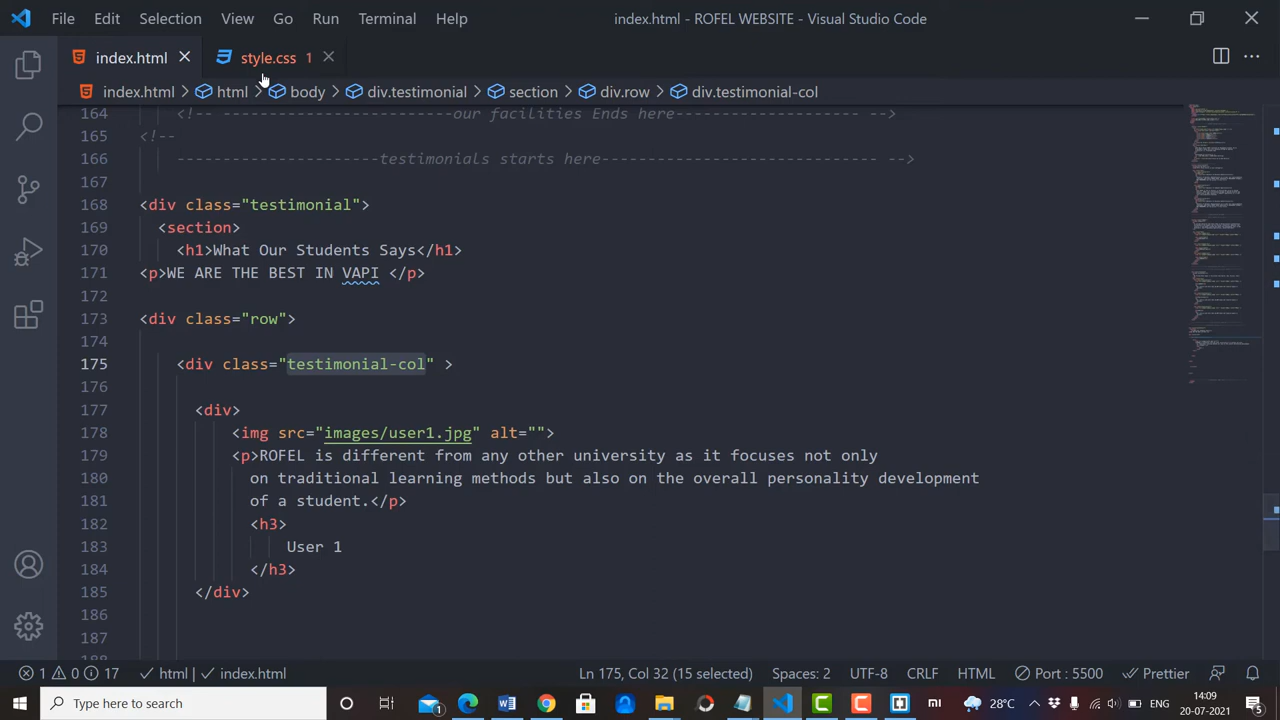 File Edit Selection View Go Run Terminal Help index.html - ROFEL WEBSITE - Visual Studio Code
index.html style.css 1
index.html > html > body > div.testimonial > section > div.row > div.testimonial-col
164 <!-- -------------------------our facilities Ends here-------------------- -->
165 <!--
166 ----------------------testimonials starts here---------------------------- -->
167
168 <div class="testimonial">
169 <section>
170 <h1>What Our Students Says</h1>
171 <p>WE ARE THE BEST IN VAPI </p>
172
173 <div class="row">
174
175 <div class="testimonial-col" >
176
177 <div>
178 <img src="images/user1.jpg" alt="">
179 <p>ROFEL is different from any other university as it focuses not only
180 on traditional learning methods but also on the overall personality development
181 of a student.</p>
182 <h3>
183 User 1
184 </h3>
185 </div>
186
187
188
1 0 17 html index.html Ln 175, Col 32 (15 selected) Spaces: 2 UTF-8 CRLF HTML Port : 5500 Prettier
Type here to search 1 mi 28°C ENG 14:09
20-07-2021